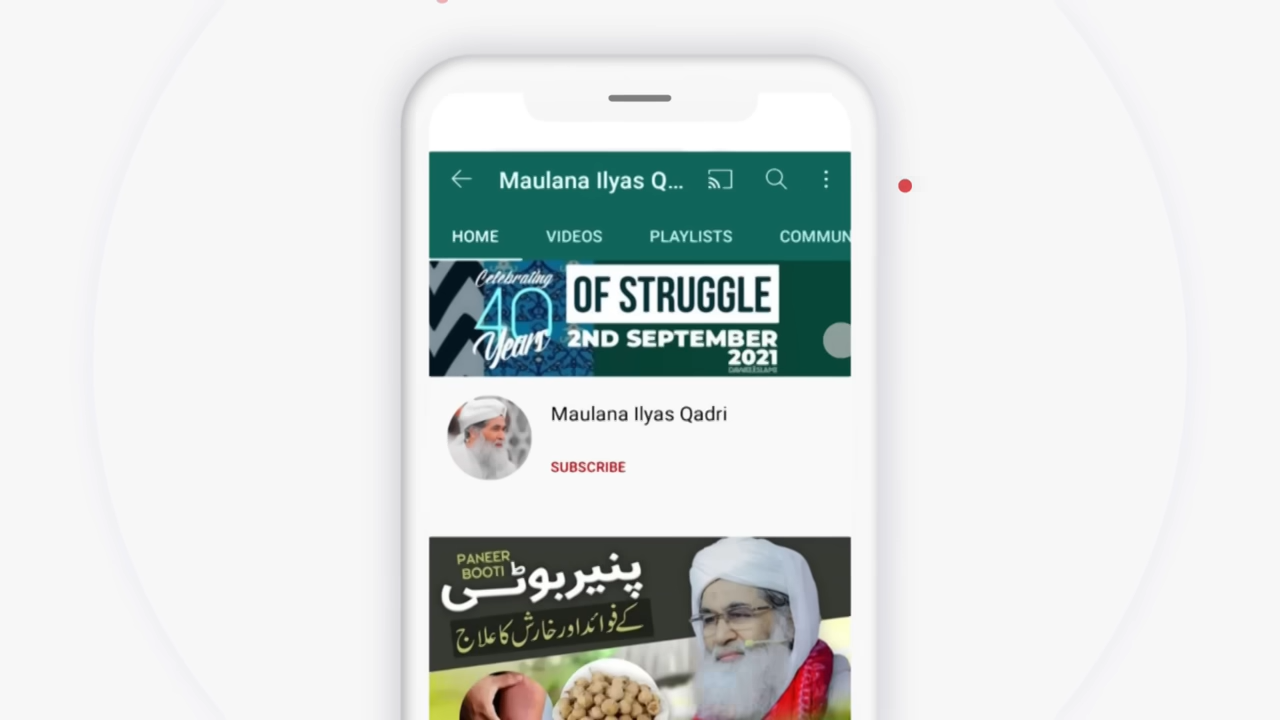 Maulana Ilyas Q...
HOME VIDEOS PLAYLISTS COMMUN
Celebrating
40
Years
OF STRUGGLE
2ND SEPTEMBER
2021
Maulana Ilyas Qadri
SUBSCRIBE
PANEER
BOOTI
پنیر بوٹی
کے فوائد اور خارش کا علاج